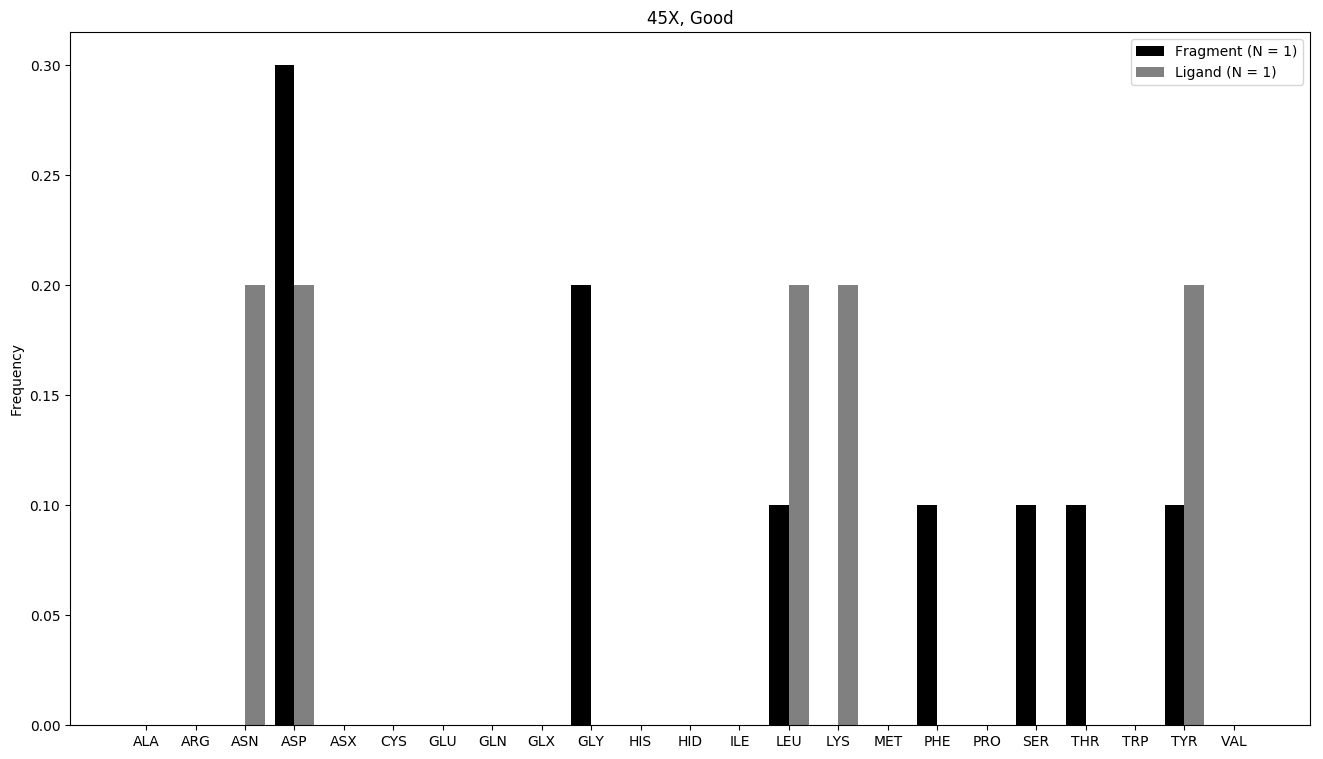 45X, Good
Fragment (N = 1)
Ligand (N = 1)
Frequency
0.30
0.25
0.20
0.15
0.10
0.05
0.00
ALA ARG ASN ASP ASX CYS GLU GLN GLX GLY HIS HID ILE LEU LYS MET PHE PRO SER THR TRP TYR VAL